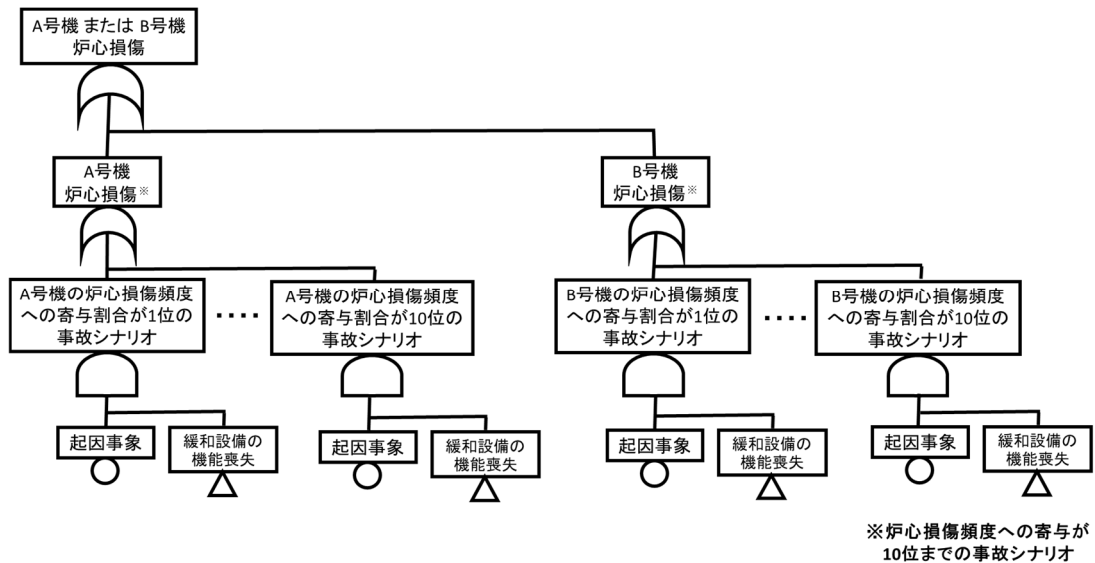 A号機 または B号機
炉心損傷
A号機
炉心損傷※
B号機
炉心損傷※
A号機の炉心損傷頻度
への寄与割合が1位の
事故シナリオ
････
A号機の炉心損傷頻度
への寄与割合が10位の
事故シナリオ
B号機の炉心損傷頻度
への寄与割合が1位の
事故シナリオ
････
B号機の炉心損傷頻度
への寄与割合が10位の
事故シナリオ
起因事象
緩和設備の
機能喪失
起因事象
緩和設備の
機能喪失
起因事象
緩和設備の
機能喪失
起因事象
緩和設備の
機能喪失
※炉心損傷頻度への寄与が
10位までの事故シナリオ